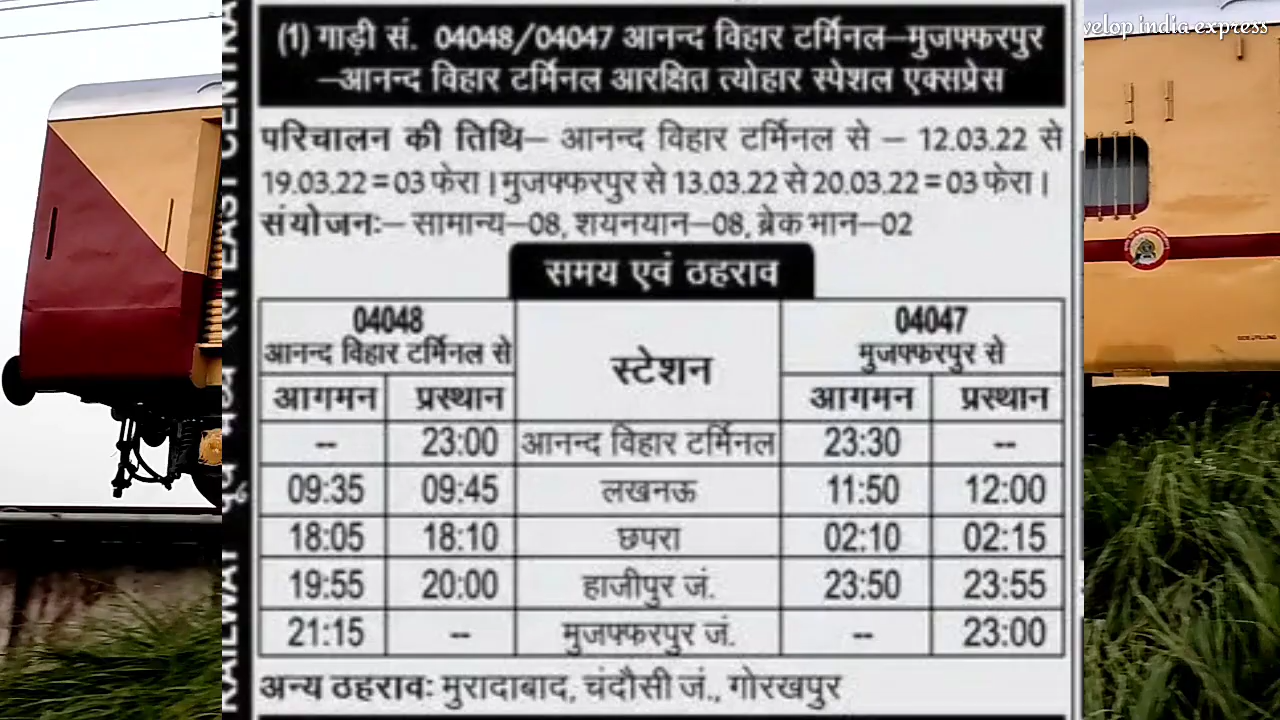 velop india express
(1) गाड़ी सं. 04048/04047 आनन्द विहार टर्मिनल–मुजफ्फरपुर
–आनन्द विहार टर्मिनल आरक्षित त्योहार स्पेशल एक्सप्रेस
परिचालन की तिथि– आनन्द विहार टर्मिनल से – 12.03.22 से
19.03.22=03 फेरा। मुजफ्फरपुर से 13.03.22 से 20.03.22=03 फेरा।
संयोजनः– सामान्य–08, शयनयान–08, ब्रेकभान–02
समय एवं ठहराव
04048 04047
आनन्द विहार टर्मिनल से स्टेशन मुजफ्फरपुर से
आगमन प्रस्थान आगमन प्रस्थान
-- 23:00 आनन्द विहार टर्मिनल 23:30 --
09:35 09:45 लखनऊ 11:50 12:00
18:05 18:10 छपरा 02:10 02:15
19:55 20:00 हाजीपुर जं. 23:50 23:55
21:15 -- मुजफ्फरपुर जं. -- 23:00
अन्य ठहरावः मुरादाबाद, चंदौसी जं., गोरखपुर
RAILWAY
EAST CENTRA